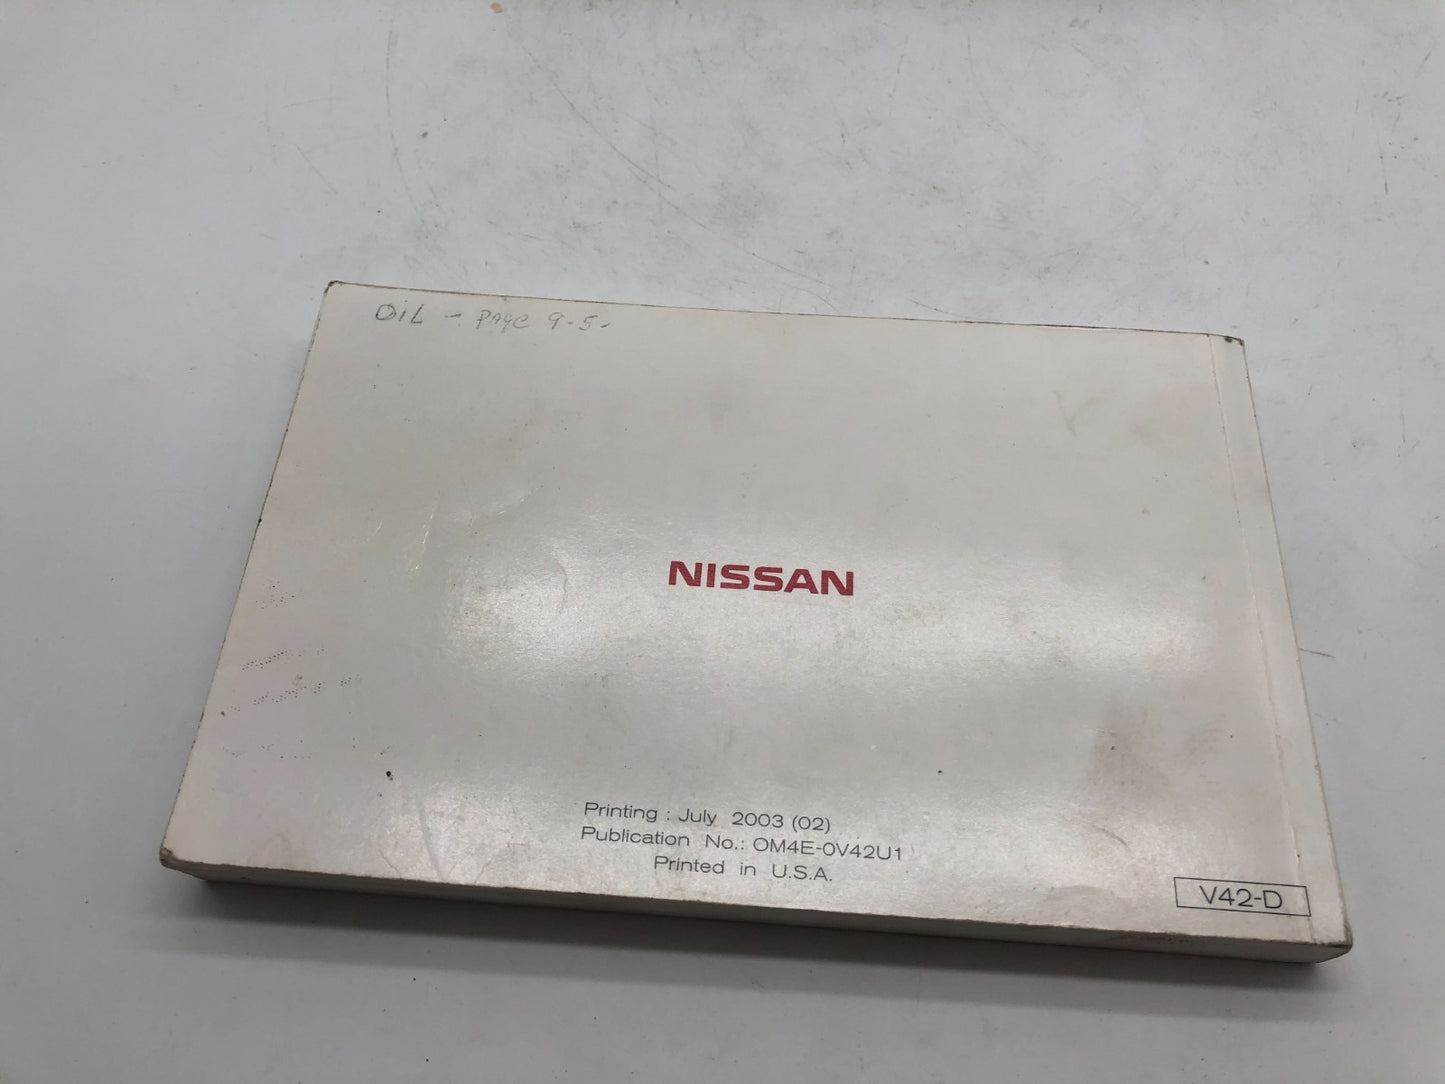 OIL - PAGE 9-5-
NISSAN
Printing : July 2003 (02)
Publication No.: OM4E-0V42U1
Printed in U.S.A.
V42-D